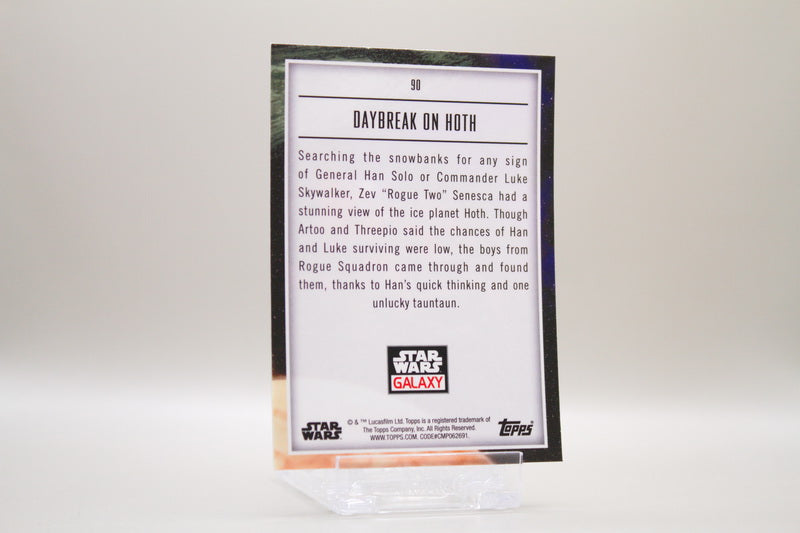 90
DAYBREAK ON HOTH
Searching the snowbanks for any sign
of General Han Solo or Commander Luke
Skywalker, Zev “Rogue Two” Senesca had a
stunning view of the ice planet Hoth. Though
Artoo and Threepio said the chances of Han
and Luke surviving were low, the boys from
Rogue Squadron came through and found
them, thanks to Han’s quick thinking and one
unlucky tauntaun.
STAR
WARS
GALAXY
STAR
WARS
© & ™ Lucasfilm Ltd. Topps is a registered trademark of
The Topps Company, Inc. All Rights Reserved.
WWW.TOPPS.COM. CODE#CMP062691.
Topps